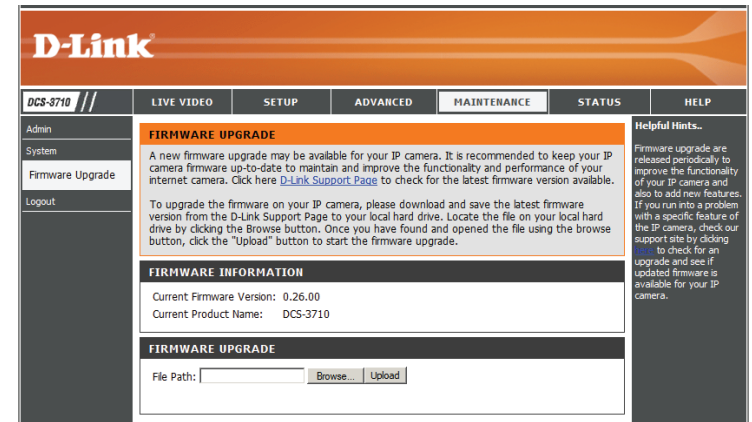 D-Link
DCS-3710 //
LIVE VIDEO
SETUP
ADVANCED
MAINTENANCE
STATUS
HELP
Admin
System
Firmware Upgrade
Logout
FIRMWARE UPGRADE
A new firmware upgrade may be available for your IP camera. It is recommended to keep your IP
camera firmware up-to-date to maintain and improve the functionality and performance of your
internet camera. Click here D-Link Support Page to check for the latest firmware version available.
To upgrade the firmware on your IP camera, please download and save the latest firmware
version from the D-Link Support Page to your local hard drive. Locate the file on your local hard
drive by clicking the Browse button. Once you have found and opened the file using the browse
button, click the "Upload" button to start the firmware upgrade.
FIRMWARE INFORMATION
Current Firmware Version: 0.26.00
Current Product Name: DCS-3710
FIRMWARE UPGRADE
File Path:
Browse...
Upload
Helpful Hints..
Firmware upgrade are
released periodically to
improve the functionality
of your IP camera and
also to add new features.
If you run into a problem
with a specific feature of
the IP camera, check our
support site by clicking
to check for an
upgrade and see if
updated firmware is
available for your IP
camera.